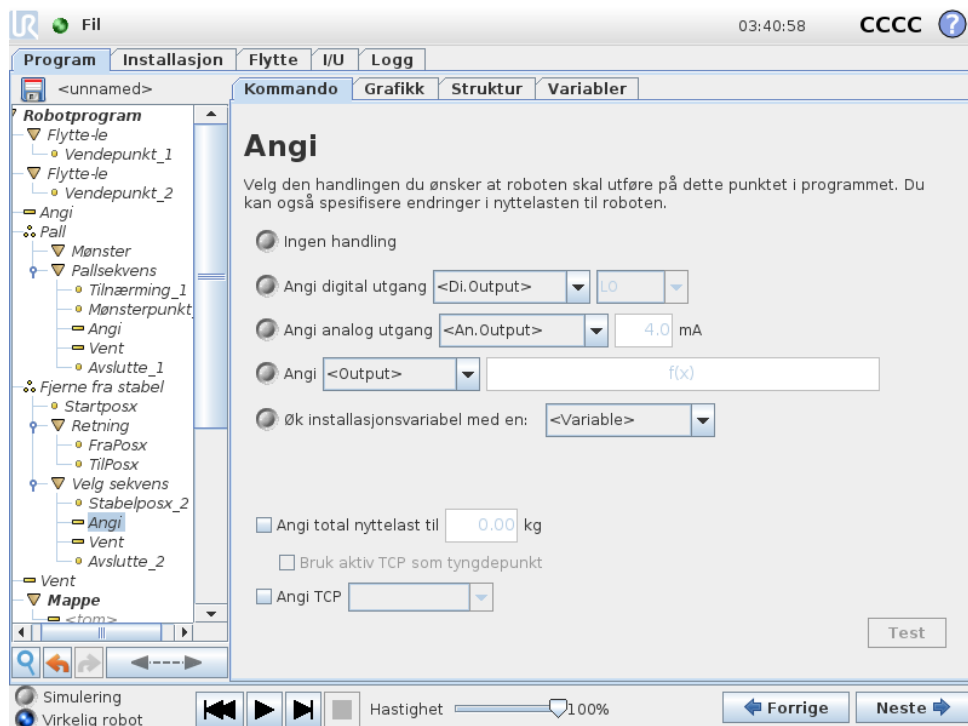 UR Fil 03:40:58 CCCC ?
Program Installasjon Flytte I/U Logg
<unnamed>
Kommando Grafikk Struktur Variabler
Robotprogram
Flytte-le
Vendepunkt_1
Flytte-le
Vendepunkt_2
Angi
Pall
Mønster
Pallsekvens
Tilnærming_1
Mønsterpunkt
Angi
Vent
Avslutte_1
Fjerne fra stabel
Startposx
Retning
FraPosx
TilPosx
Velg sekvens
Stabelposx_2
Angi
Vent
Avslutte_2
Vent
Mappe
<tom>
Angi
Velg den handlingen du ønsker at roboten skal utføre på dette punktet i programmet. Du
kan også spesifisere endringer i nyttelasten til roboten.
Ingen handling
Angi digital utgang <Di.Output> LO
Angi analog utgang <An.Output> 4.0 mA
Angi <Output> f(x)
Øk installasjonsvariabel med en: <Variable>
Angi total nyttelast til 0.00 kg
Bruk aktiv TCP som tyngdepunkt
Angi TCP
Test
Simulering
Virkelig robot
Hastighet 100%
Forrige Neste